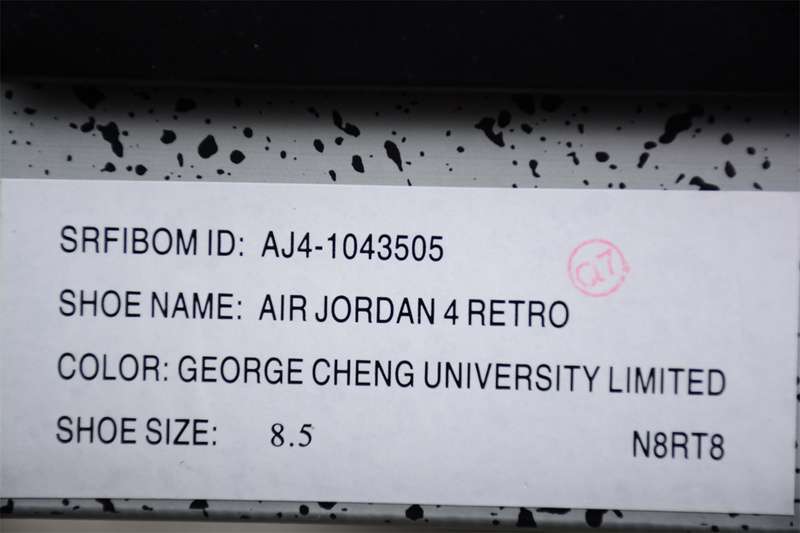 SRFIBOM ID: AJ4-1043505
SHOE NAME: AIR JORDAN 4 RETRO
COLOR: GEORGE CHENG UNIVERSITY LIMITED
SHOE SIZE: 8.5
N8RT8